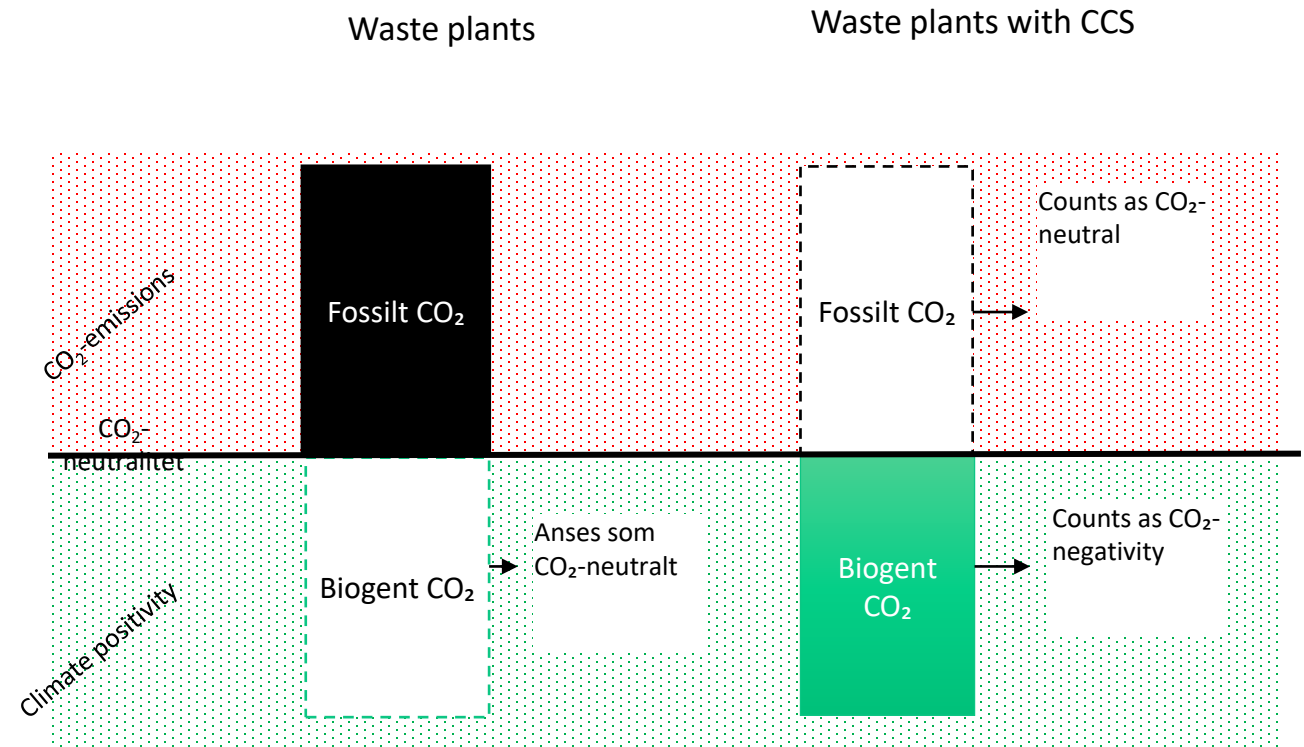 Waste plants
Waste plants with CCS
CO₂-emissions
Fossilt CO₂
Fossilt CO₂
Counts as CO₂-
neutral
CO₂-
neutralitet
Climate positivity
Biogent CO₂
Anses som
CO₂-neutralt
Biogent
CO₂
Counts as CO₂-
negativity